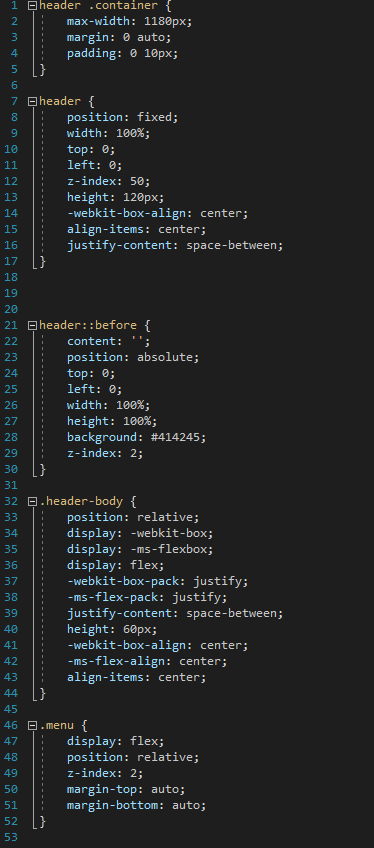 1 header .container {
2 max-width: 1180px;
3 margin: 0 auto;
4 padding: 0 10px;
5 }
6
7 header {
8 position: fixed;
9 width: 100%;
10 top: 0;
11 left: 0;
12 z-index: 50;
13 height: 120px;
14 -webkit-box-align: center;
15 align-items: center;
16 justify-content: space-between;
17 }
18
19
20
21 header::before {
22 content: '';
23 position: absolute;
24 top: 0;
25 left: 0;
26 width: 100%;
27 height: 100%;
28 background: #414245;
29 z-index: 2;
30 }
31
32 .header-body {
33 position: relative;
34 display: -webkit-box;
35 display: -ms-flexbox;
36 display: flex;
37 -webkit-box-pack: justify;
38 -ms-flex-pack: justify;
39 justify-content: space-between;
40 height: 60px;
41 -webkit-box-align: center;
42 -ms-flex-align: center;
43 align-items: center;
44 }
45
46 .menu {
47 display: flex;
48 position: relative;
49 z-index: 2;
50 margin-top: auto;
51 margin-bottom: auto;
52 }
53